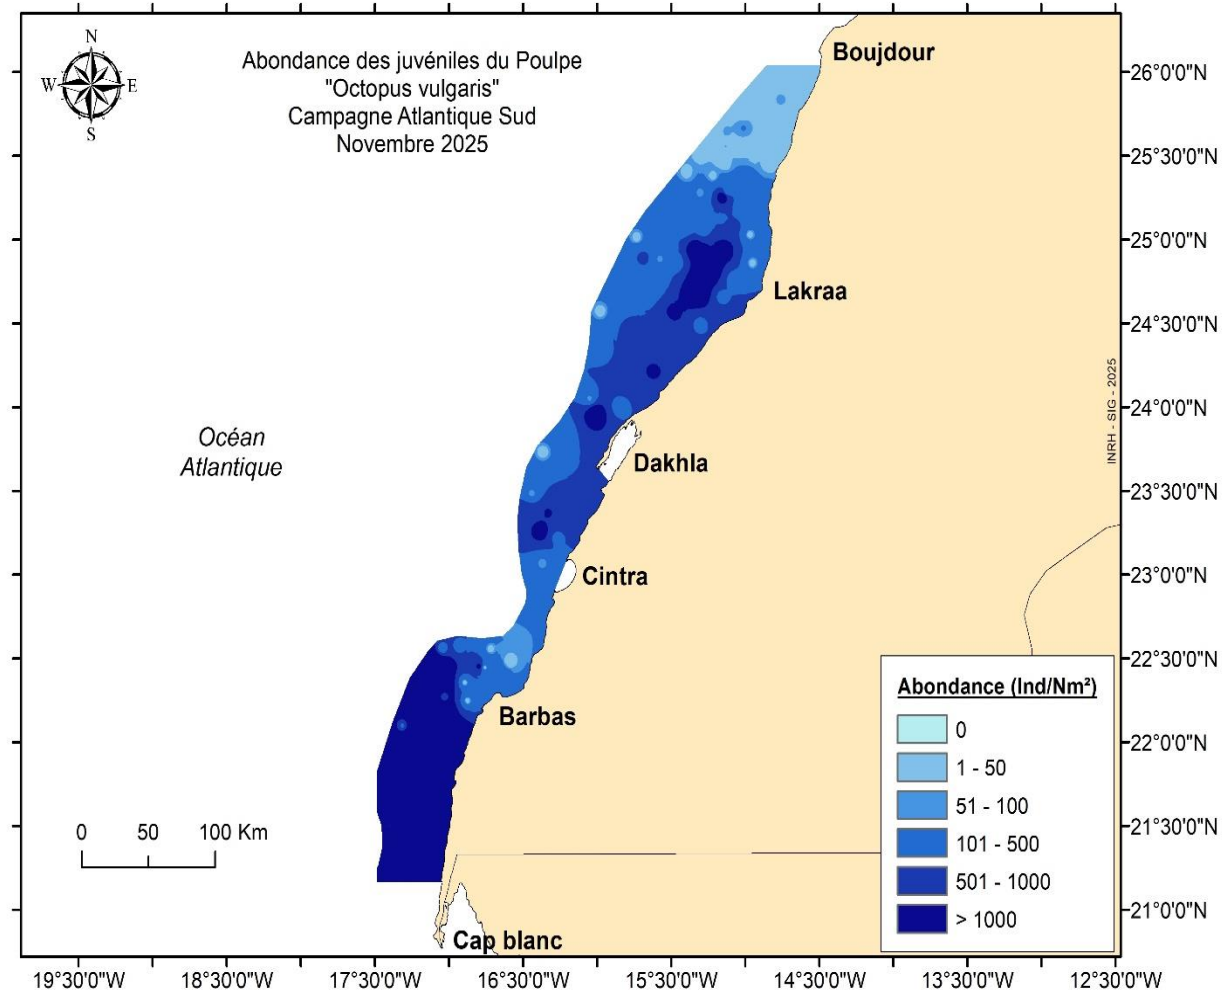 N
W E
S
Abondance des juvéniles du Poulpe
"Octopus vulgaris"
Campagne Atlantique Sud
Novembre 2025
Boujdour
Lakraa
Dakhla
Cintra
Barbas
Cap blanc
Océan
Atlantique
INRH - SIG - 2025
26°0'0"N
25°30'0"N
25°0'0"N
24°30'0"N
24°0'0"N
23°30'0"N
23°0'0"N
22°30'0"N
22°0'0"N
21°30'0"N
21°0'0"N
0 50 100 Km
Abondance (Ind/Nm²)
0
1 - 50
51 - 100
101 - 500
501 - 1000
> 1000
19°30'0"W 18°30'0"W 17°30'0"W 16°30'0"W 15°30'0"W 14°30'0"W 13°30'0"W 12°30'0"W